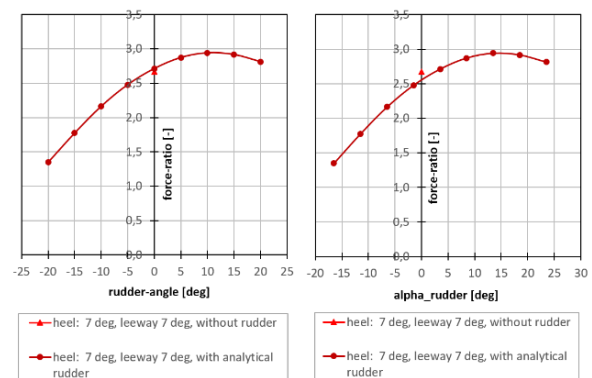 3,5
3,0
2,5
2,0
1,5
1,0
0,5
0,0
force-ratio [-]
-25 -20 -15 -10 -5 0 5 10 15 20 25
rudder-angle [deg]
heel: 7 deg, leeway 7 deg, without rudder
heel: 7 deg, leeway 7 deg, with analytical
rudder
3,5
3,0
2,5
2,0
1,5
1,0
0,5
0,0
force-ratio [-]
-20 -15 -10 -5 0 5 10 15 20 25 30
alpha_rudder [deg]
heel: 7 deg, leeway 7 deg, without rudder
heel: 7 deg, leeway 7 deg, with analytical
rudder